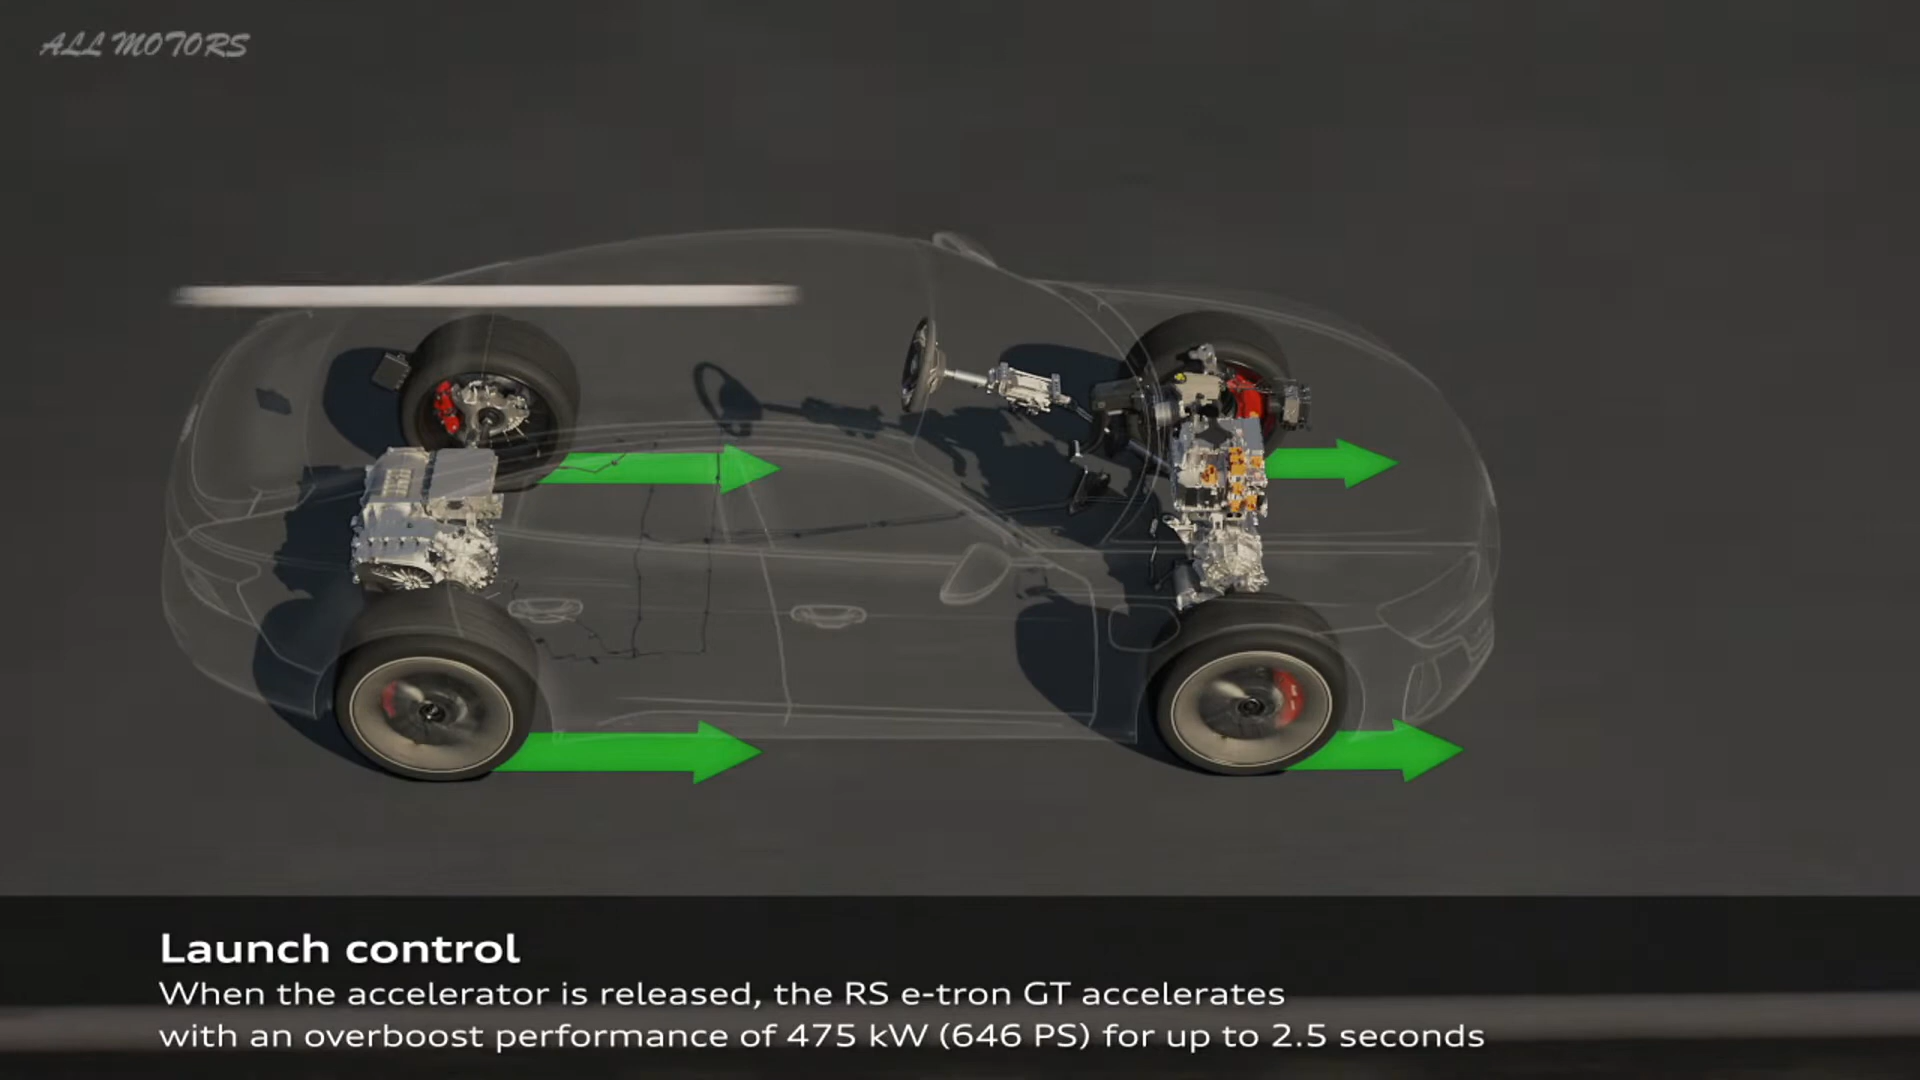 ALL MOTORS
Launch control
When the accelerator is released, the RS e-tron GT accelerates
with an overboost performance of 475 kW (646 PS) for up to 2.5 seconds